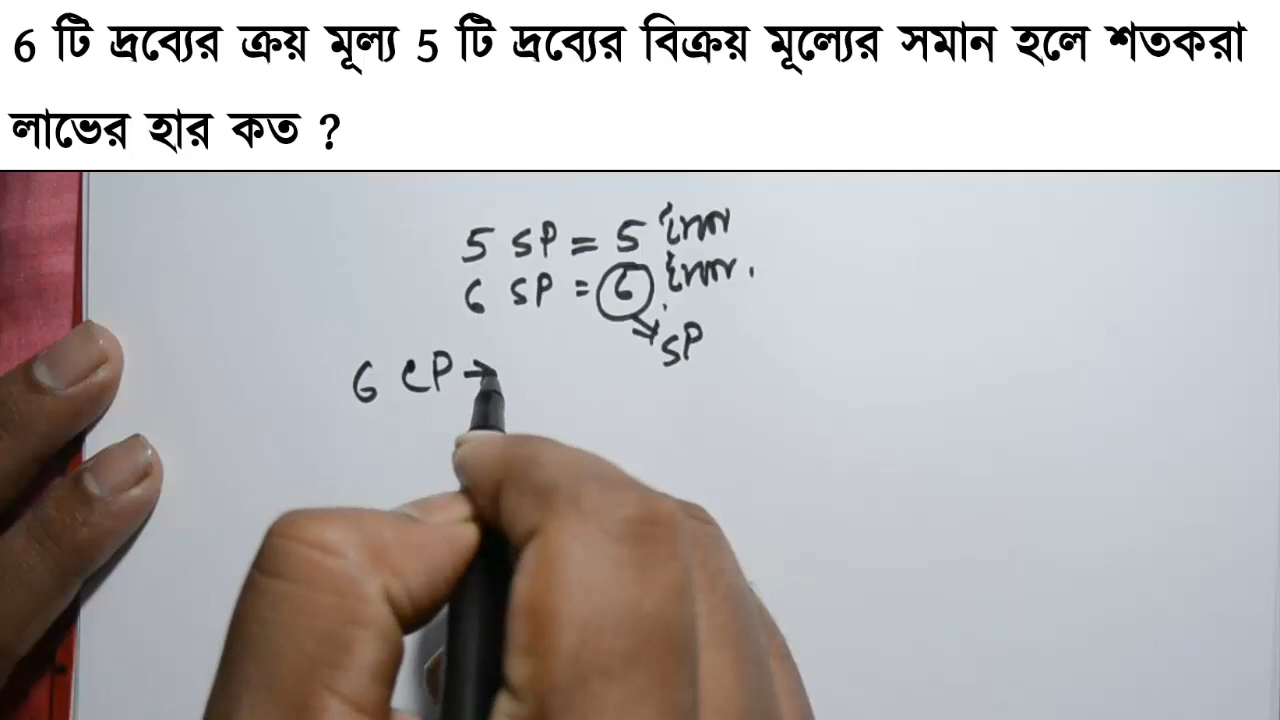 6 টি দ্রব্যের ক্রয় মূল্য 5 টি দ্রব্যের বিক্রয় মূল্যের সমান হলে শতকরা
লাভের হার কত ?
5 SP = 5
6 SP = 6
SP
6 CP →